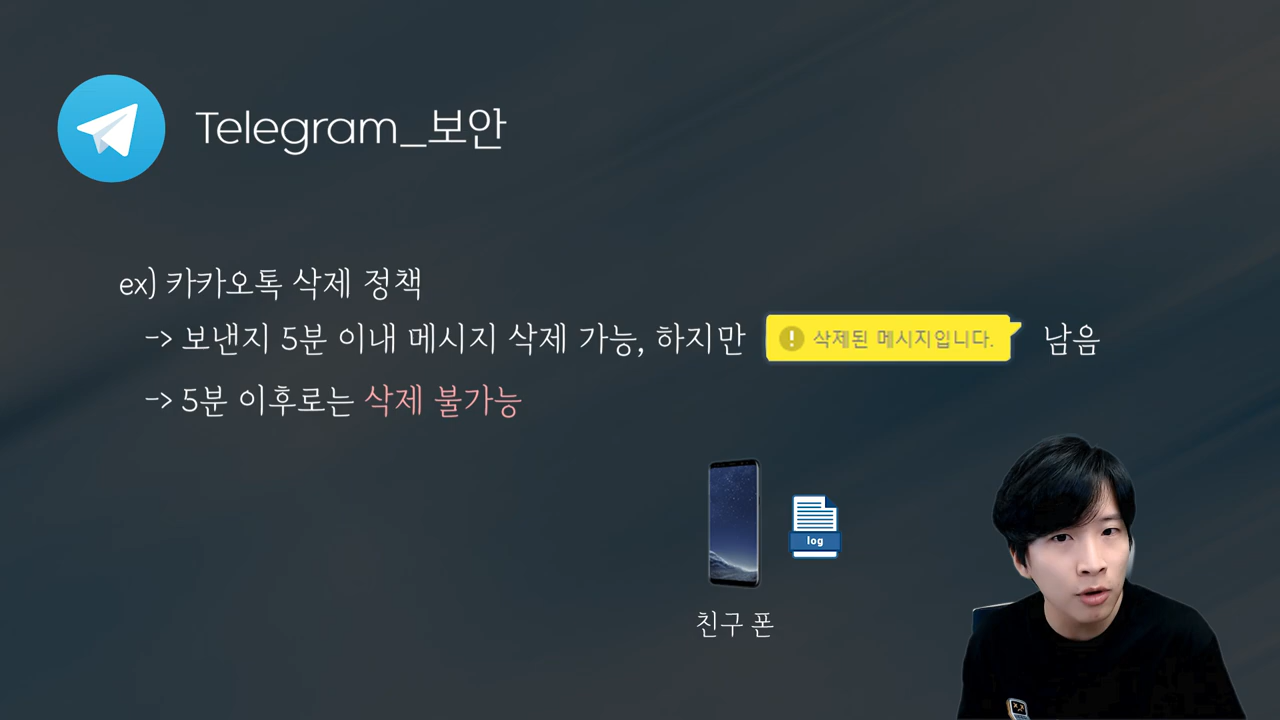 Telegram_보안
ex) 카카오톡 삭제 정책
-> 보낸지 5분 이내 메시지 삭제 가능, 하지만 삭제된 메시지입니다. 남음
-> 5분 이후로는 삭제 불가능
log
친구 폰